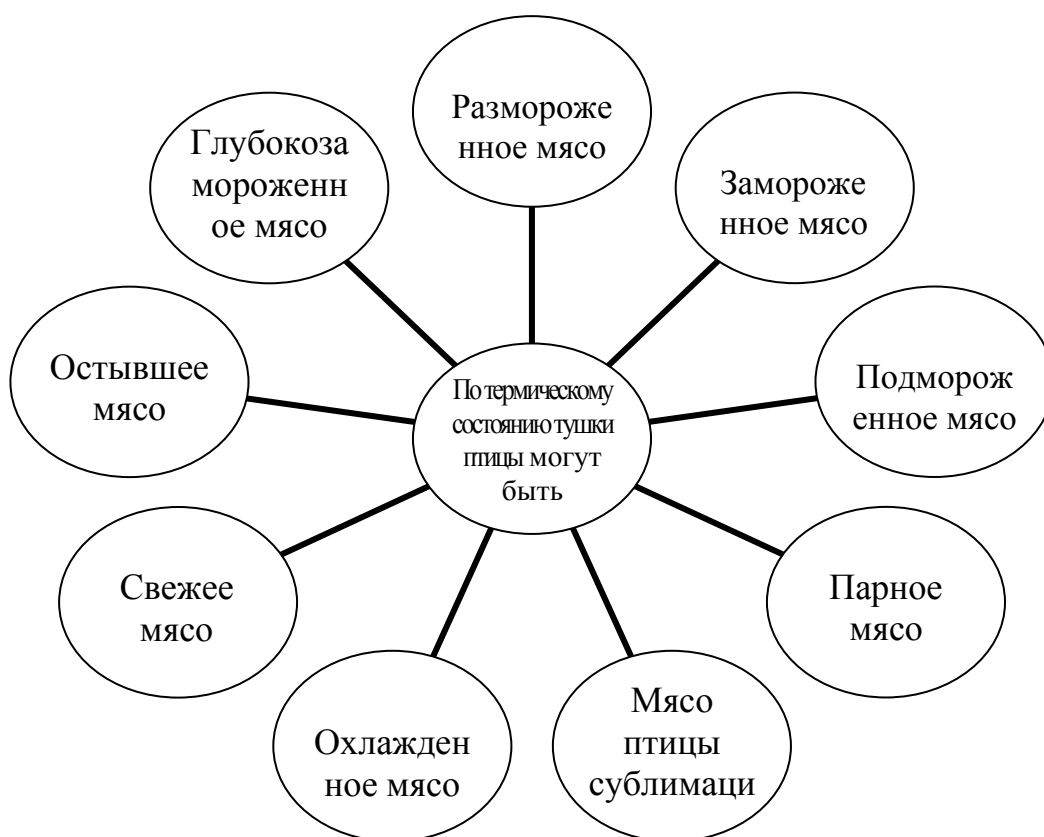 Размороже
нное мясо
Замороже
нное мясо
Подморож
енное мясо
Парное
мясо
Мясо
птицы
сублимаци
Охлажден
ное мясо
Свежее
мясо
Остывшее
мясо
Глубокоза
мороженн
ое мясо
По термическому
состоянию тушки
птицы могут
быть